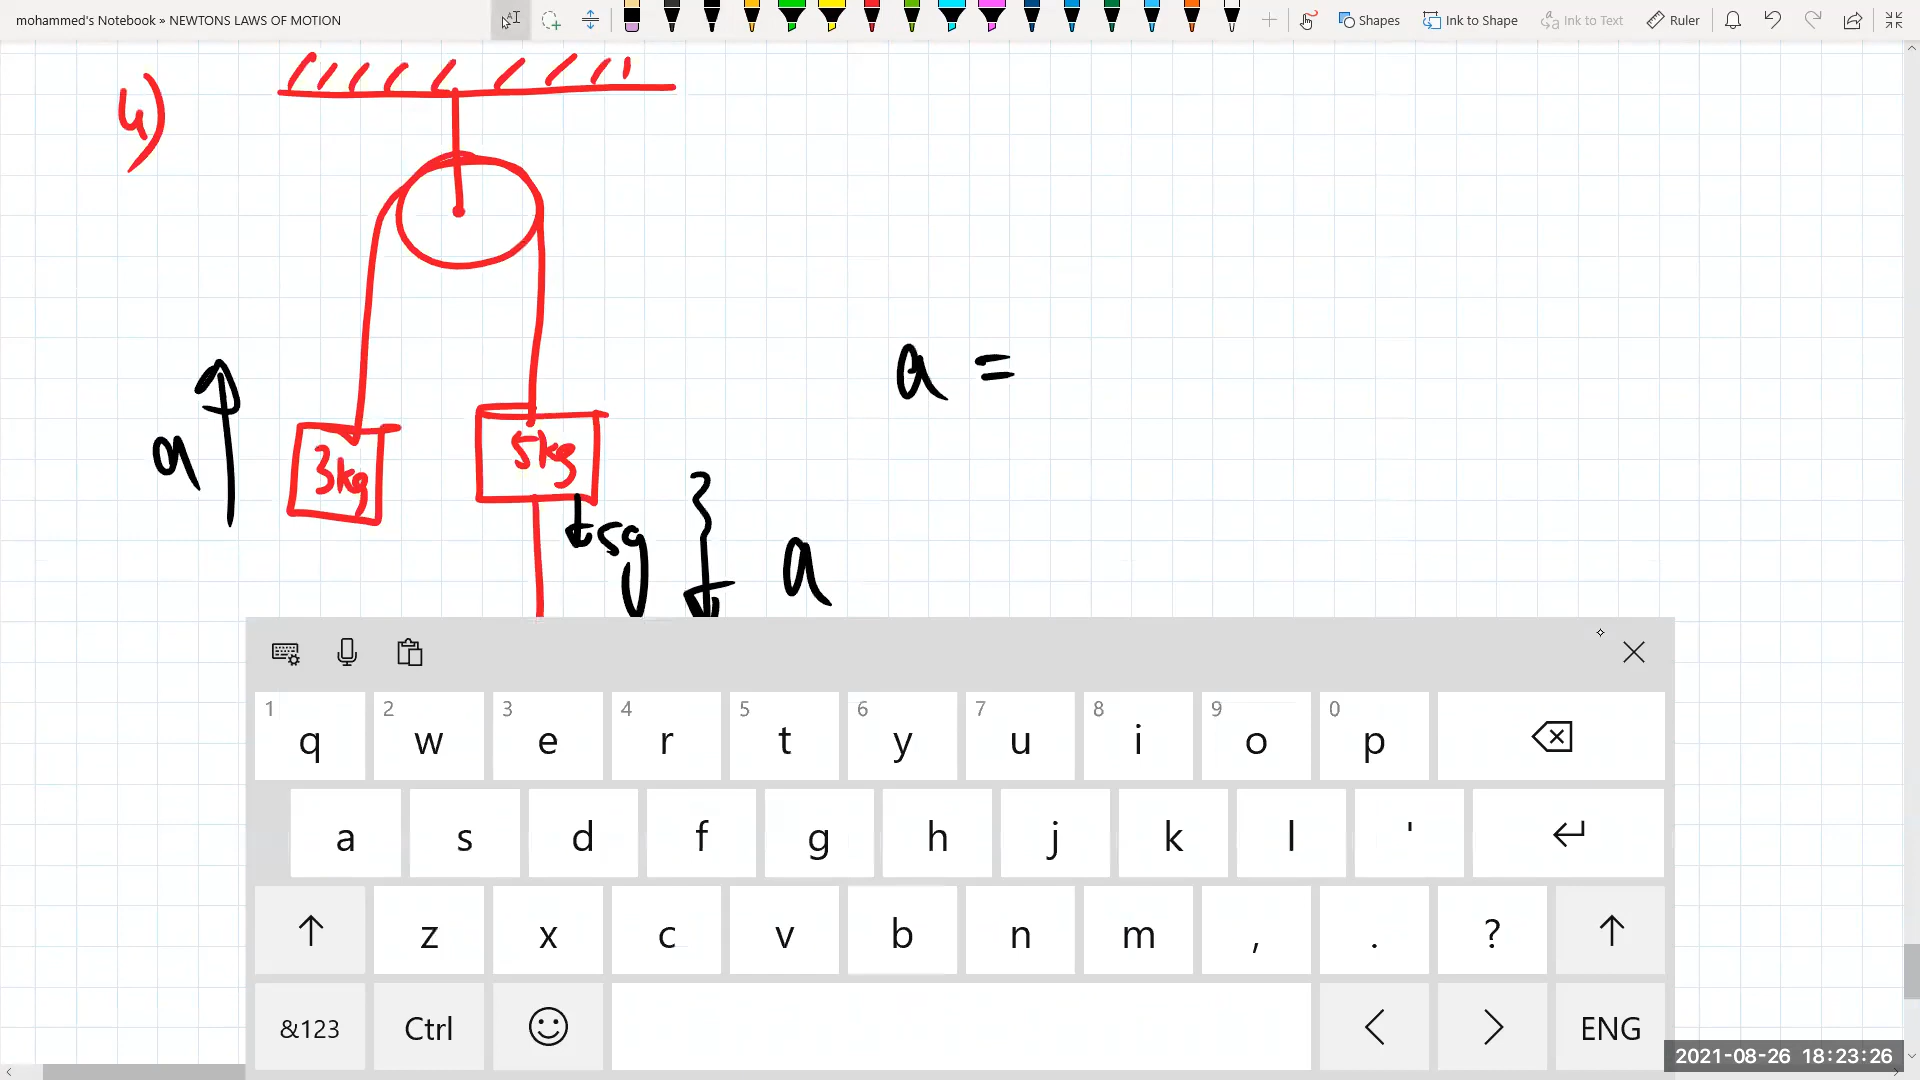 mohammed's Notebook » NEWTONS LAWS OF MOTION
Shapes
Ink to Shape
Ink to Text
Ruler
4)
a =
a
3kg
5kg
5g
a
1 2 3 4 5 6 7 8 9 0
q w e r t y u i o p
a s d f g h j k l '
z x c v b n m , . ?
&123 Ctrl ENG
2021-08-26 18:23:26